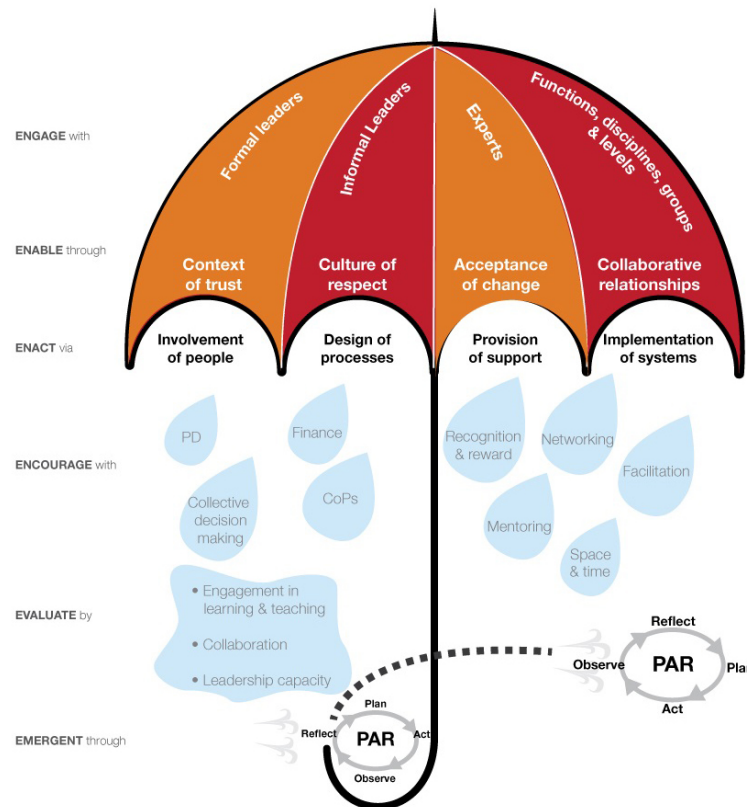 ENGAGE with
Formal leaders
Informal Leaders
Experts
Functions, disciplines, groups
& levels
ENABLE through
Context
of trust
Culture of
respect
Acceptance
of change
Collaborative
relationships
ENACT via
Involvement
of people
Design of
processes
Provision
of support
Implementation
of systems
ENCOURAGE with
PD
Finance
Recognition
& reward
Networking
Facilitation
Collective
decision
making
CoPs
Mentoring
Space
& time
EVALUATE by
• Engagement in
learning & teaching
• Collaboration
• Leadership capacity
Reflect
Observe
PAR
Plan
Act
EMERGENT through
Plan
Reflect
PAR
Act
Observe